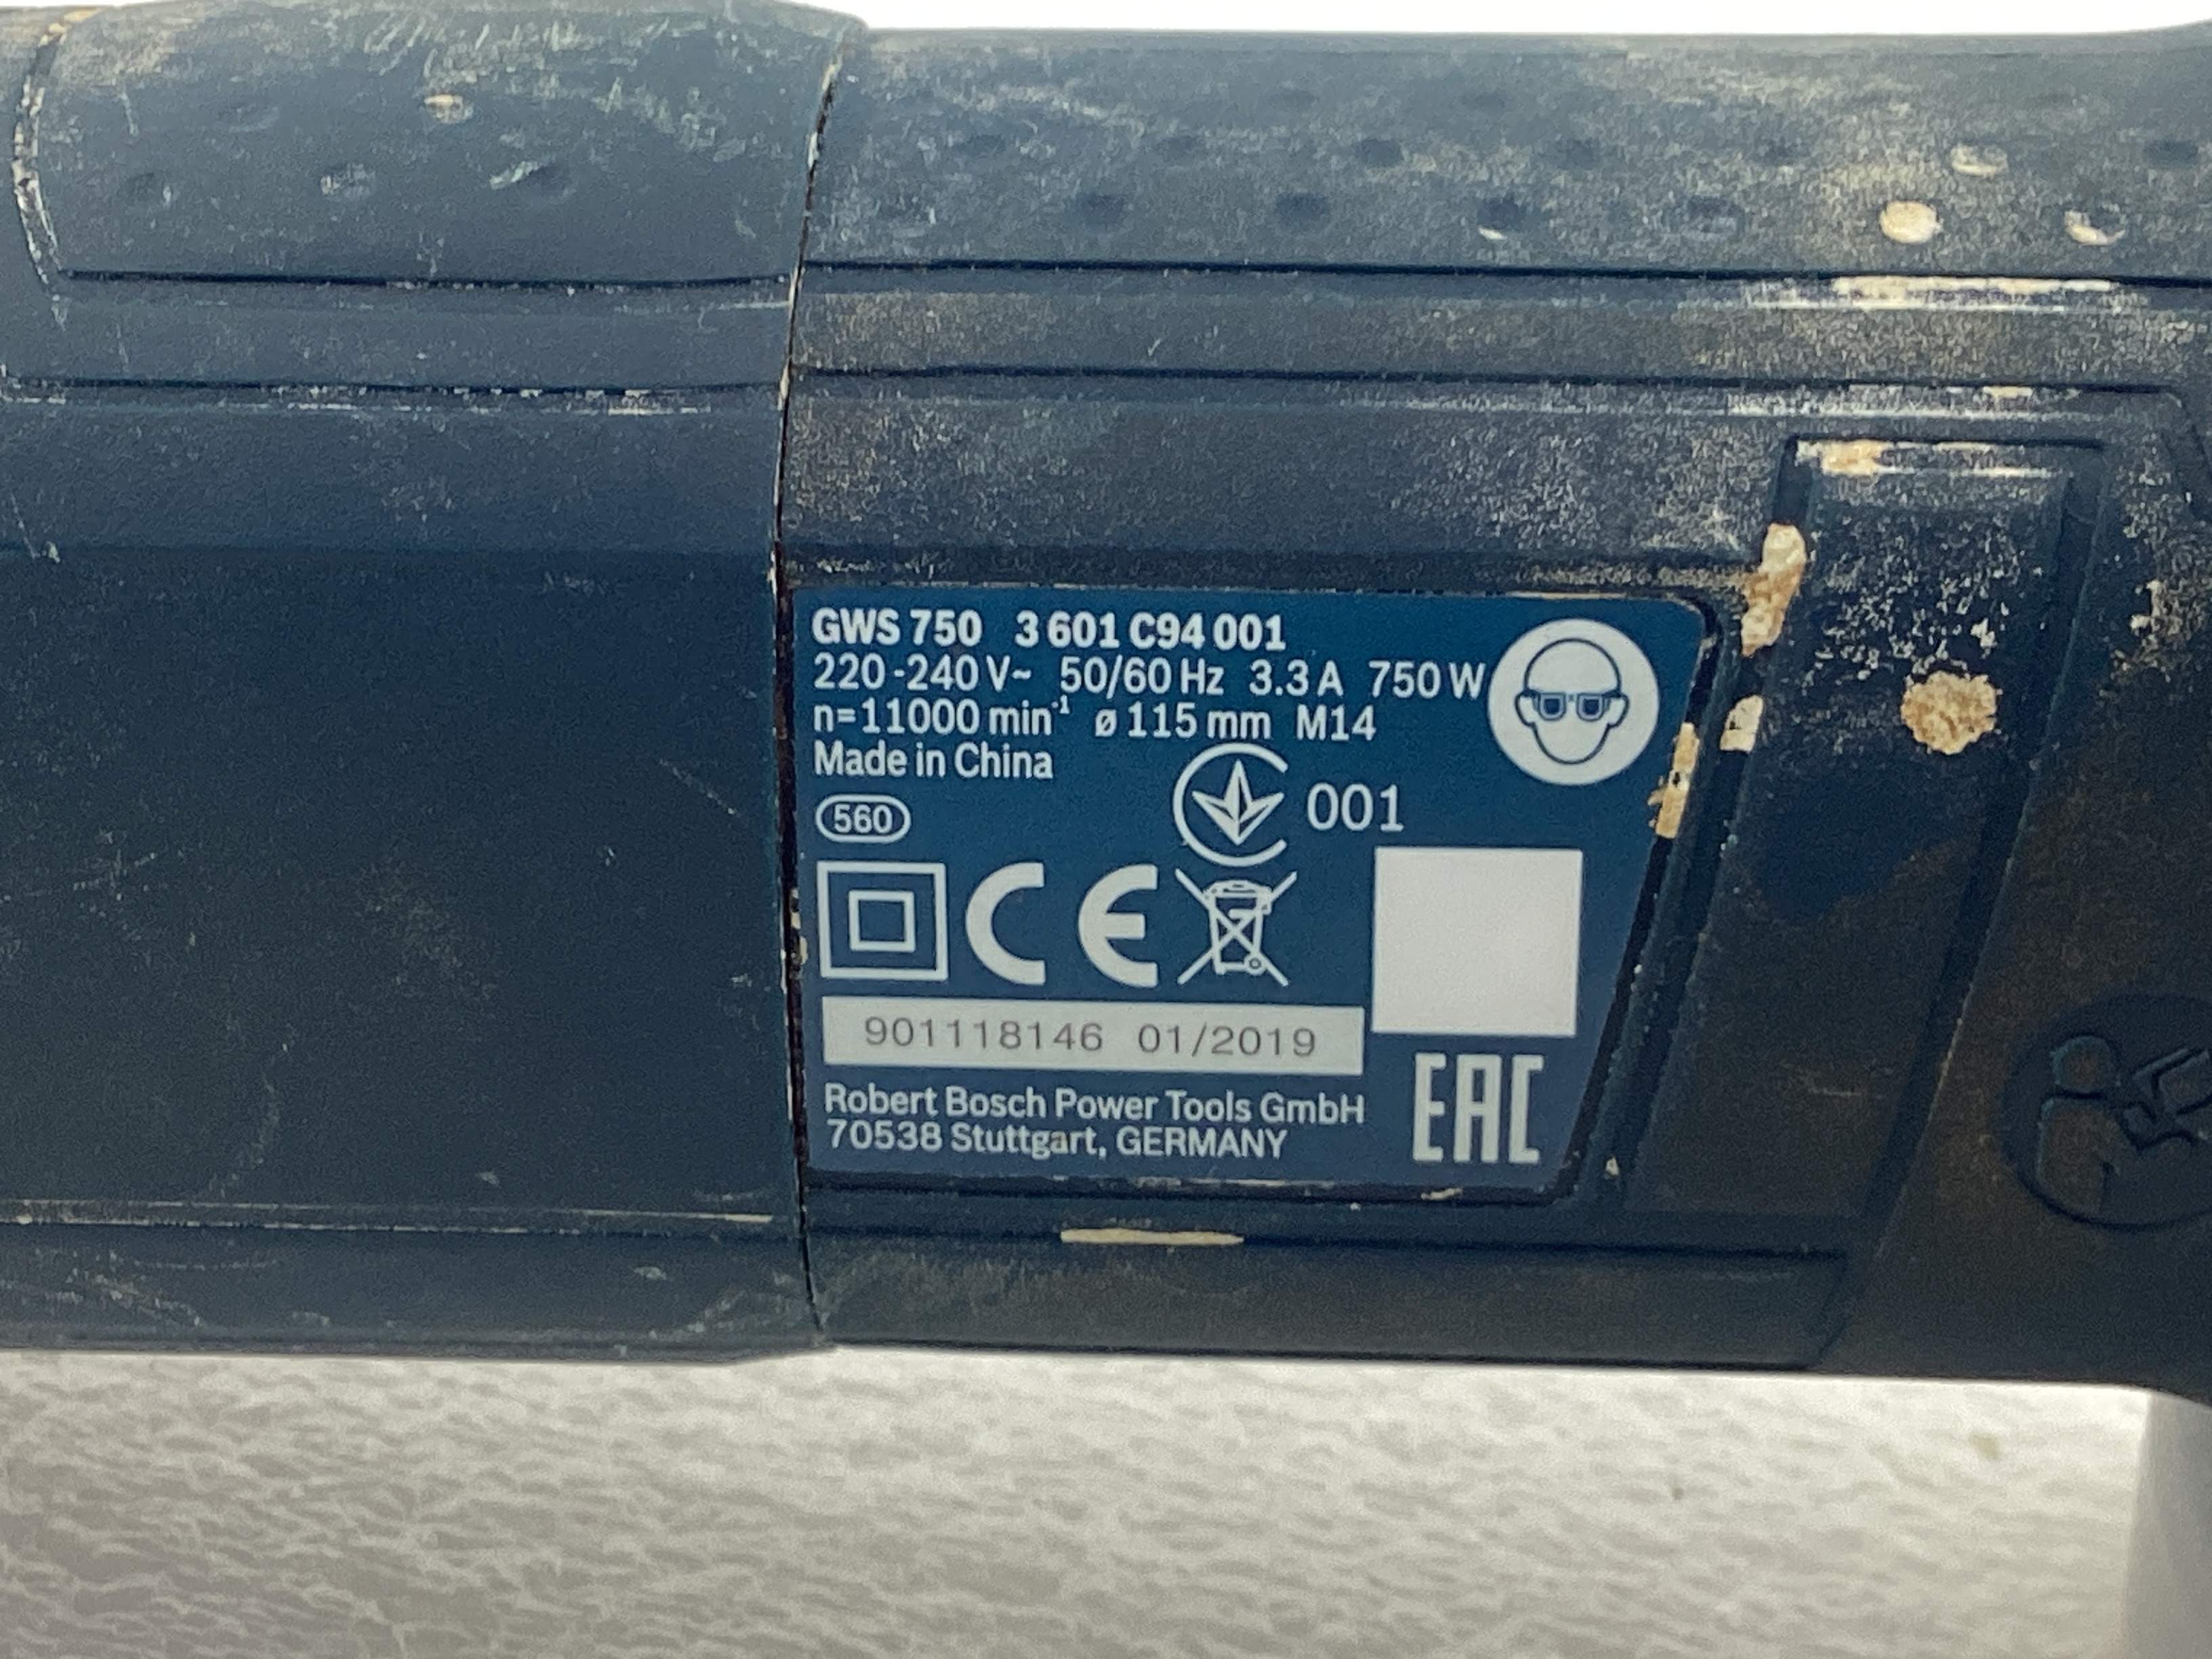 GWS 750 3 601 C94 001
220-240 V~ 50/60 Hz 3.3 A 750 W
n=11000 min⁻¹ ø 115 mm M14
Made in China
560
001
CE
901118146 01/2019
EAC
Robert Bosch Power Tools GmbH
70538 Stuttgart, GERMANY